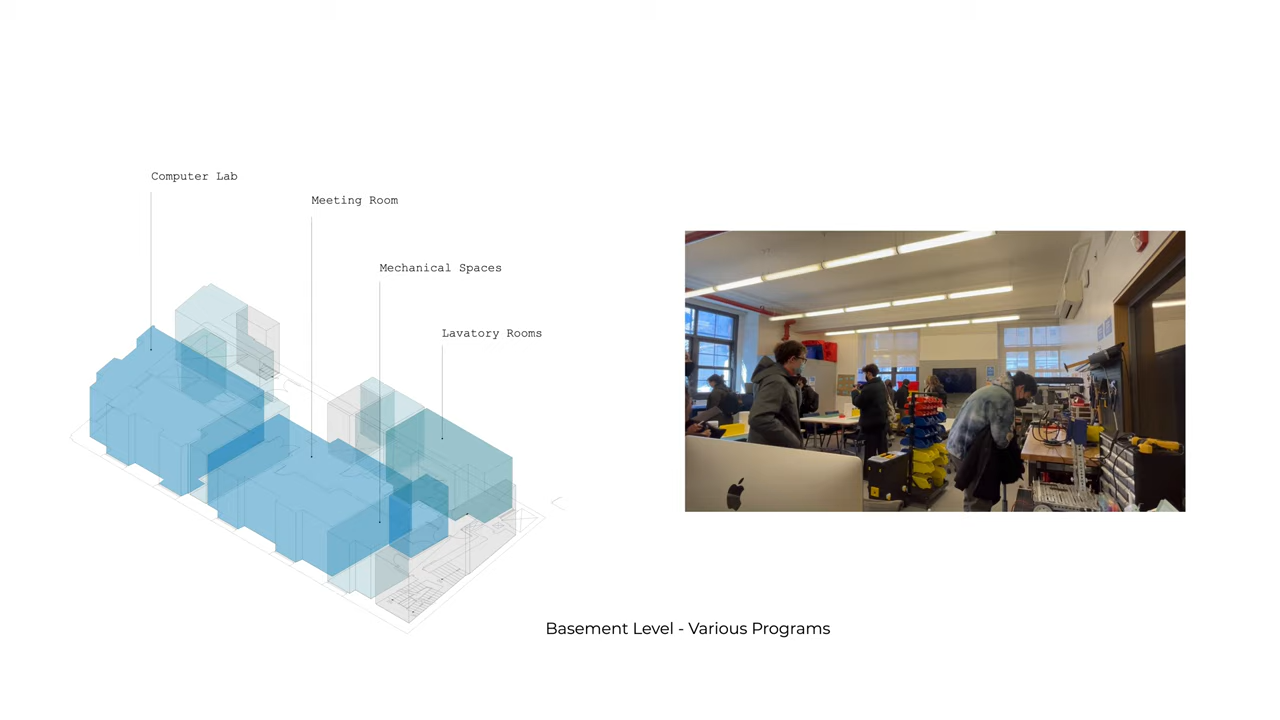 Computer Lab
Meeting Room
Mechanical Spaces
Lavatory Rooms
Basement Level - Various Programs